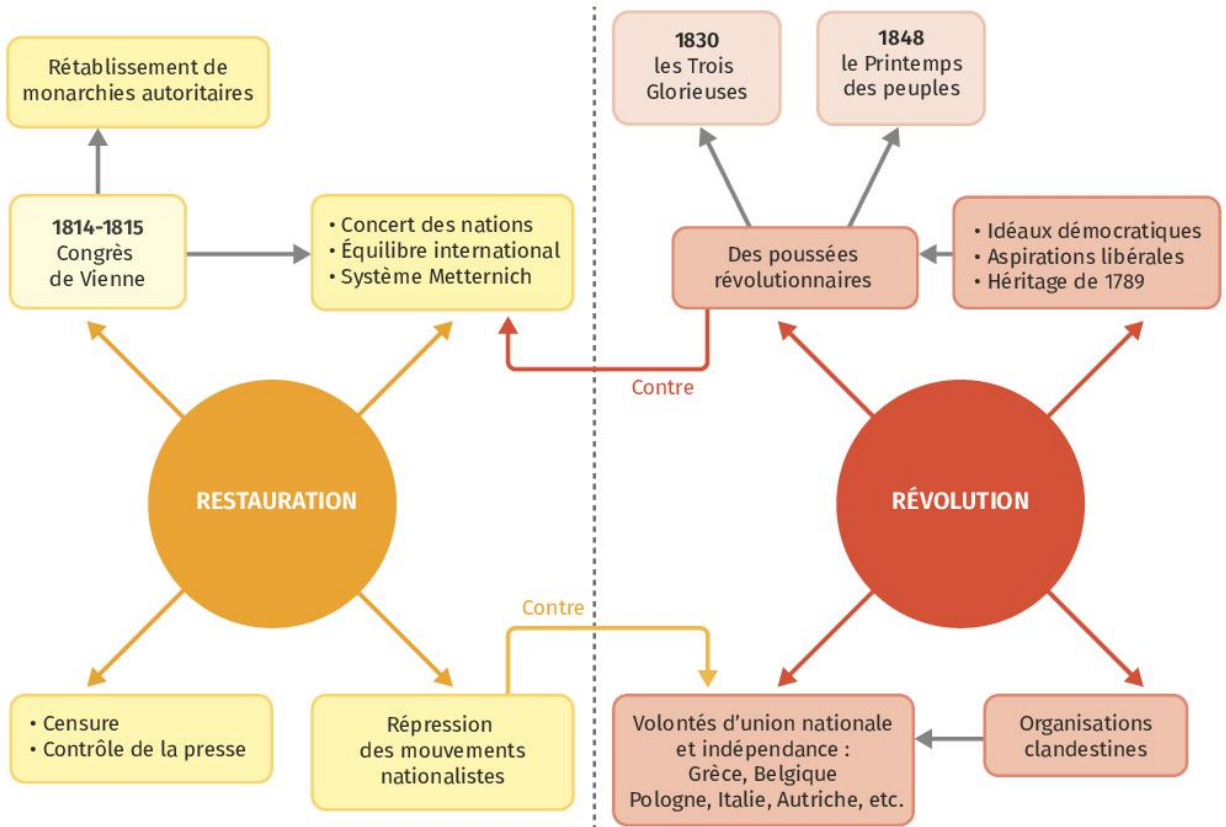 Rétablissement de
monarchies autoritaires
1814-1815
Congrès
de Vienne
• Concert des nations
• Équilibre international
• Système Metternich
RESTAURATION
• Censure
• Contrôle de la presse
Répression
des mouvements
nationalistes
Contre
Contre
1830
les Trois
Glorieuses
1848
le Printemps
des peuples
Des poussées
révolutionnaires
• Idéaux démocratiques
• Aspirations libérales
• Héritage de 1789
RÉVOLUTION
Volontés d’union nationale
et indépendance :
Grèce, Belgique
Pologne, Italie, Autriche, etc.
Organisations
clandestines